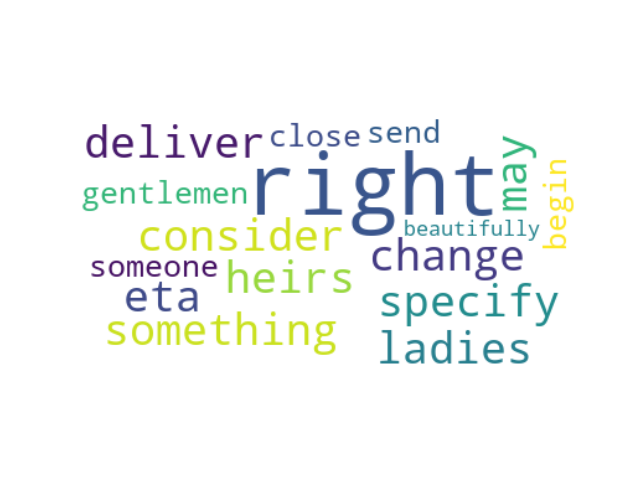 deliver close send
gentlemen right may begin
consider beautifully
someone heirs change
eta specify
something ladies